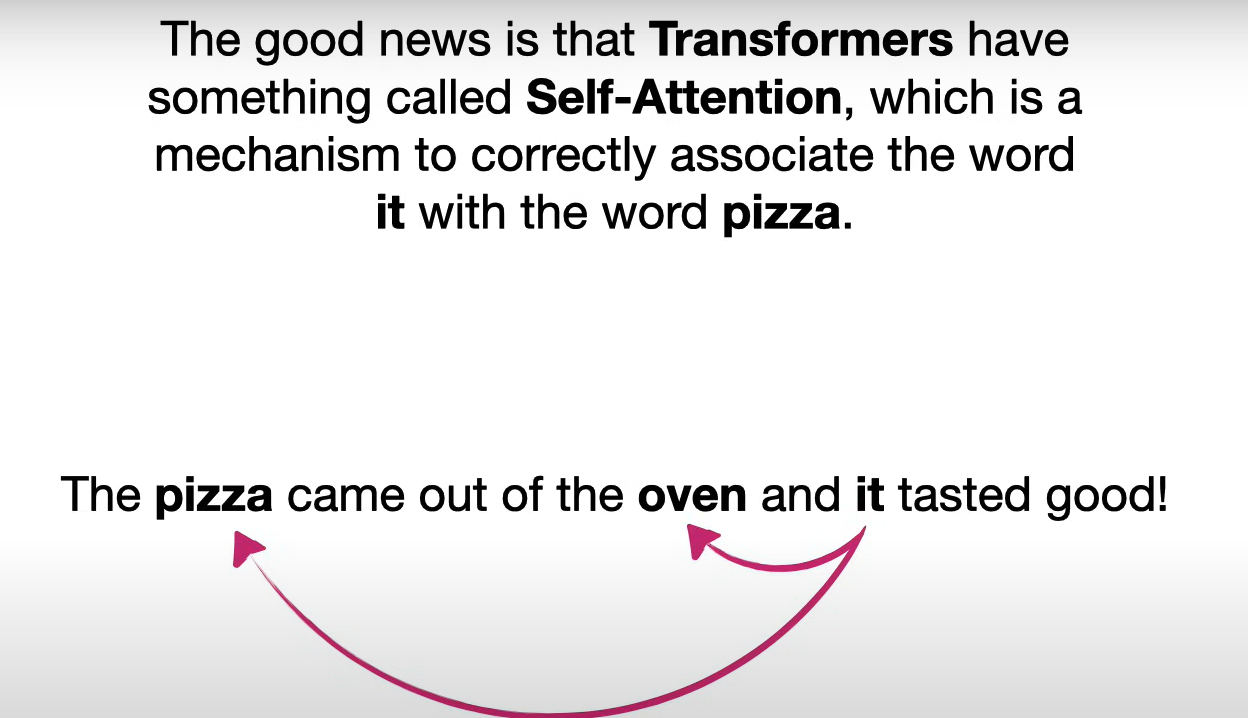 The good news is that Transformers have
something called Self-Attention, which is a
mechanism to correctly associate the word
it with the word pizza.
The pizza came out of the oven and it tasted good!